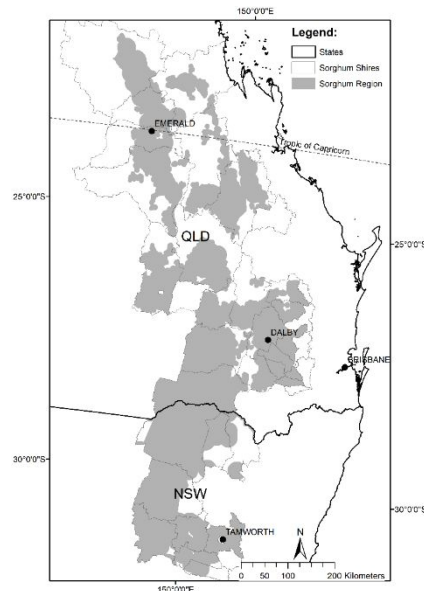 150°0'0"E
Legend:
States
Sorghum Shires
Sorghum Region
EMERALD
Tropic of Capricorn
25°0'0"S
QLD
25°0'0"S
DALBY
BRISBANE
30°0'0"S
NSW
30°0'0"S
TAMWORTH
N
0 50 100 200 Kilometers
150°0'0"E